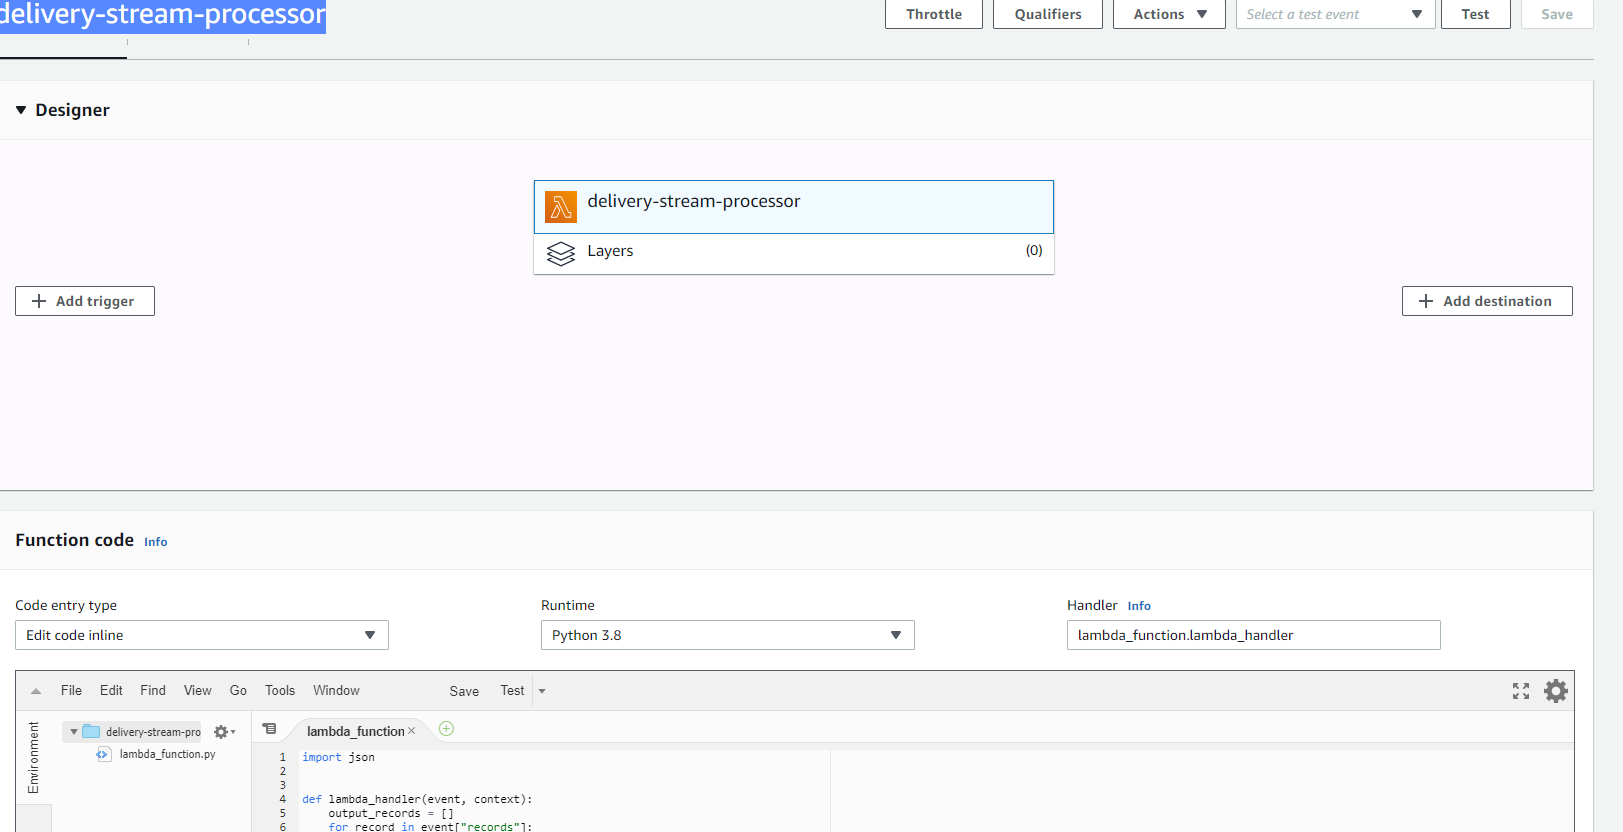 delivery-stream-processor
Throttle Qualifiers Actions Select a test event Test Save
Designer
delivery-stream-processor
Layers (0)
Add trigger Add destination
Function code Info
Code entry type Runtime Handler Info
Edit code inline Python 3.8 lambda_function.lambda_handler
File Edit Find View Go Tools Window Save Test
Environment
delivery-stream-pro lambda_function
lambda_function.py
1 import json
2
3
4 def lambda_handler(event, context):
5 output_records = []
6 for record in event["records"]: